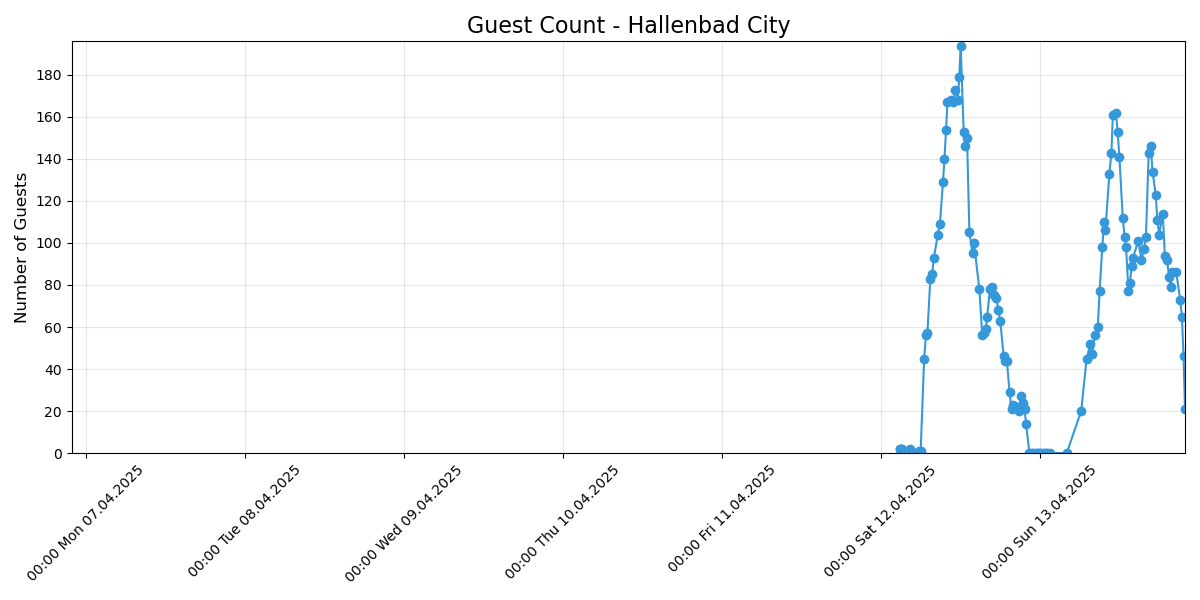 Guest Count - Hallenbad City
Number of Guests
180
160
140
120
100
80
60
40
20
0
00:00 Mon 07.04.2025
00:00 Tue 08.04.2025
00:00 Wed 09.04.2025
00:00 Thu 10.04.2025
00:00 Fri 11.04.2025
00:00 Sat 12.04.2025
00:00 Sun 13.04.2025